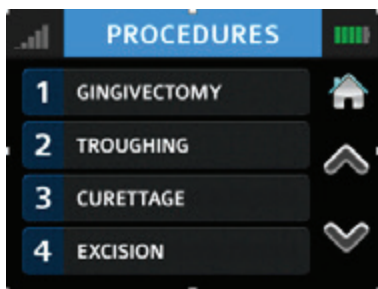 PROCEDURES
1 GINGIVECTOMY
2 TROUGHING
3 CURETTAGE
4 EXCISION